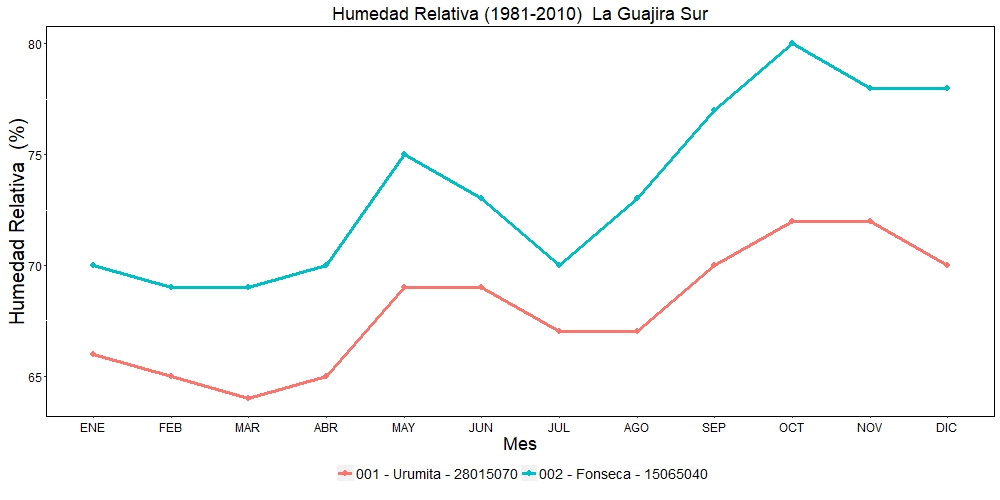 Humedad Relativa (1981-2010)  La Guajira Sur
Humedad Relativa  (%)
80
75
70
65
ENE FEB MAR ABR MAY JUN JUL AGO SEP OCT NOV DIC
Mes
001 - Urumita - 28015070 002 - Fonseca - 15065040